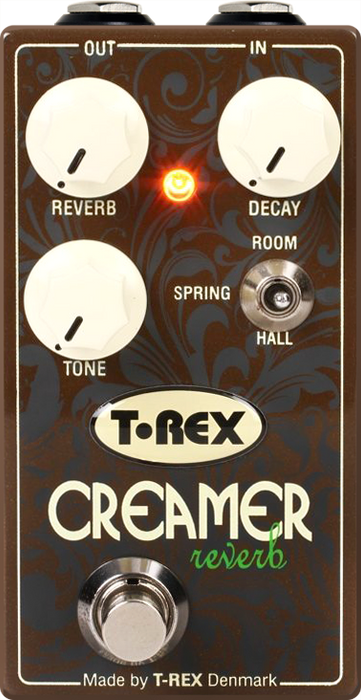 OUT IN
REVERB DECAY
ROOM
SPRING
HALL
TONE
T•REX
CREAMER
reverb
Made by T-REX Denmark